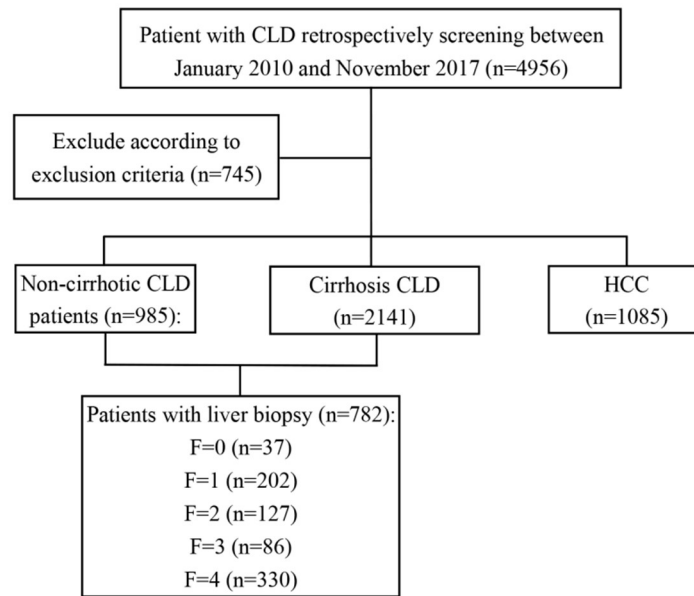 Patient with CLD retrospectively screening between
January 2010 and November 2017 (n=4956)
Exclude according to
exclusion criteria (n=745)
Non-cirrhotic CLD
patients (n=985):
Cirrhosis CLD
(n=2141)
HCC
(n=1085)
Patients with liver biopsy (n=782):
F=0 (n=37)
F=1 (n=202)
F=2 (n=127)
F=3 (n=86)
F=4 (n=330)